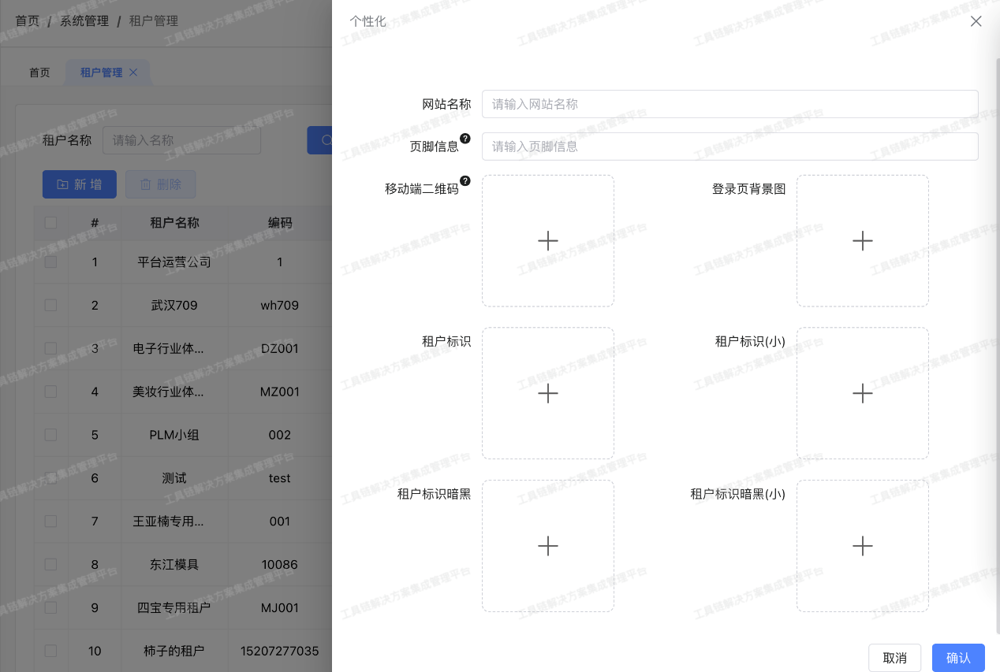 首页 / 系统管理 / 租户管理
首页
租户管理
租户名称
请输入名称
新 增
删除
# 租户名称 编码
1 平台运营公司 1
2 武汉709 wh709
3 电子行业体... DZ001
4 美妆行业体... MZ001
5 PLM小组 002
6 测试 test
7 王亚楠专用... 001
8 东江模具 10086
9 四宝专用租户 MJ001
10 柿子的租户 15207277035
个性化
网站名称
请输入网站名称
页脚信息
?
请输入页脚信息
移动端二维码
?
登录页背景图
租户标识
租户标识(小)
租户标识暗黑
租户标识暗黑(小)
取消
确认
工具链解决方案集成管理平台